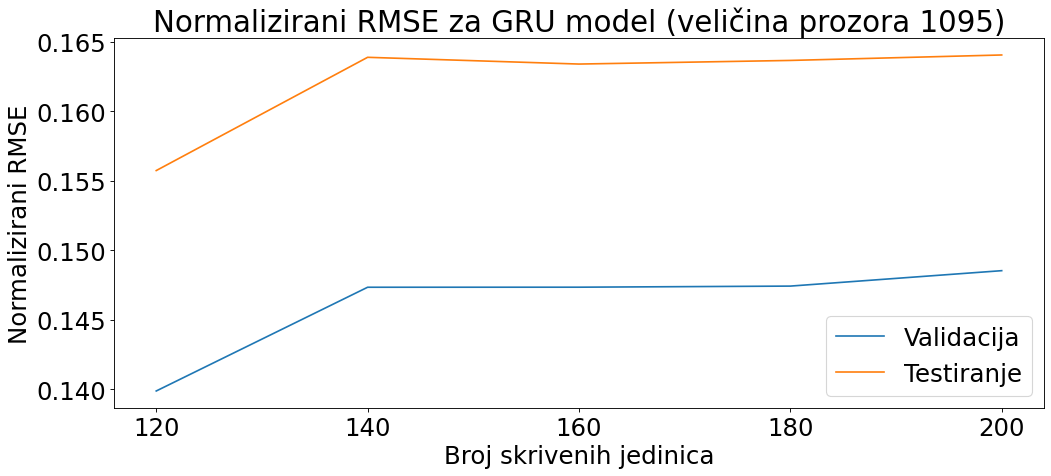 Normalizirani RMSE za GRU model (veličina prozora 1095)
Normalizirani RMSE
0.165
0.160
0.155
0.150
0.145
0.140
120 140 160 180 200
Broj skrivenih jedinica
Validacija
Testiranje